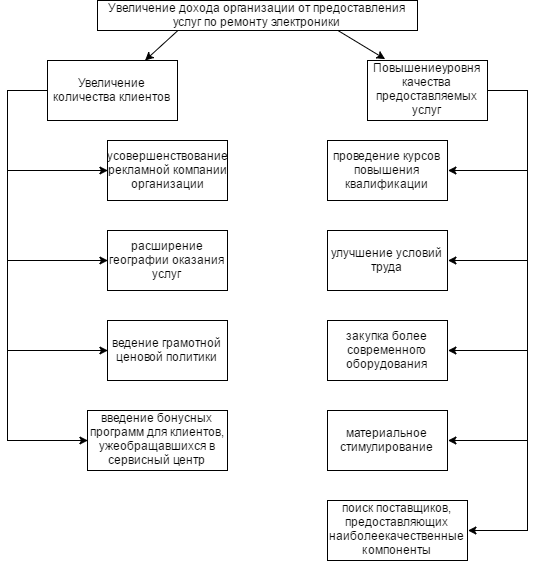 Увеличение дохода организации от предоставления
услуг по ремонту электроники
Увеличение
количества клиентов
Повышениеуровня
качества
предоставляемых
услуг
усовершенствование
рекламной компании
организации
расширение
географии оказания
услуг
ведение грамотной
ценовой политики
введение бонусных
программ для клиентов,
ужеобращавшихся в
сервисный центр
проведение курсов
повышения
квалификации
улучшение условий
труда
закупка более
современного
оборудования
материальное
стимулирование
поиск поставщиков,
предоставляющих
наиболеекачественные
компоненты